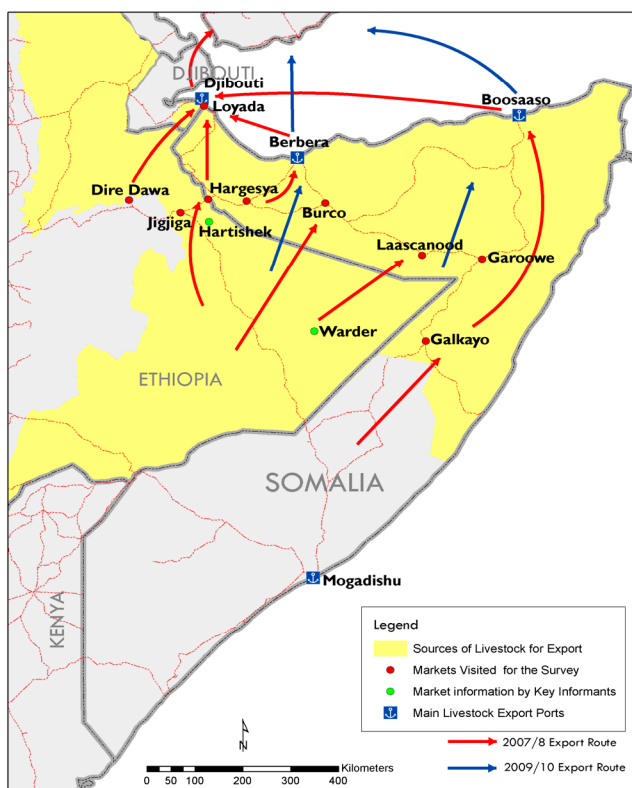 DJIBOUTI
Djibouti
Loyada
Boosaaso
Berbera
Dire Dawa
Hargesya
Jigjiga
Hartishek
Burco
Laascanood
Garoowe
Warder
Galkayo
ETHIOPIA
SOMALIA
Mogadishu
KENYA
Legend
Sources of Livestock for Export
Markets Visited for the Survey
Market information by Key Informants
Main Livestock Export Ports
N
2007/8 Export Route
2009/10 Export Route
Kilometers
0 25 50 100 200 300 400